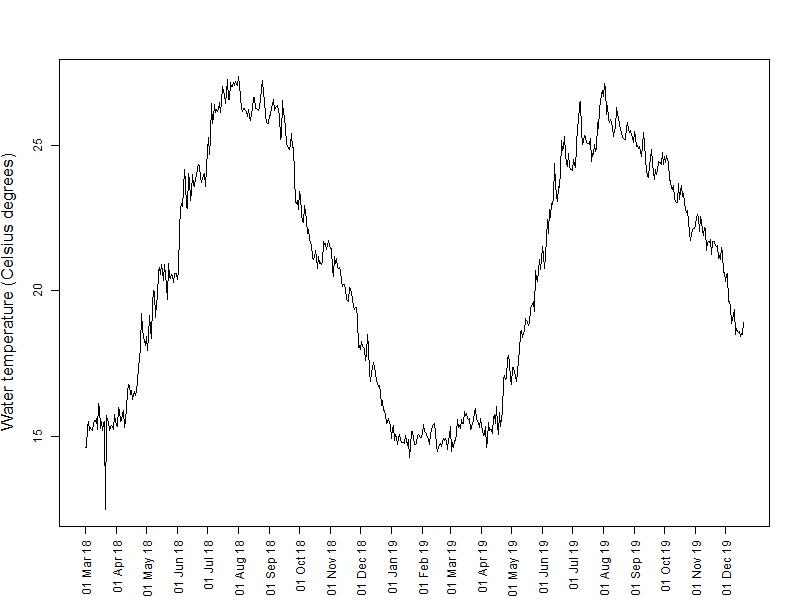 Water temperature (Celsius degrees)
25
20
15
01 Mar 18
01 Apr 18
01 May 18
01 Jun 18
01 Jul 18
01 Aug 18
01 Sep 18
01 Oct 18
01 Nov 18
01 Dec 18
01 Jan 19
01 Feb 19
01 Mar 19
01 Apr 19
01 May 19
01 Jun 19
01 Jul 19
01 Aug 19
01 Sep 19
01 Oct 19
01 Nov 19
01 Dec 19